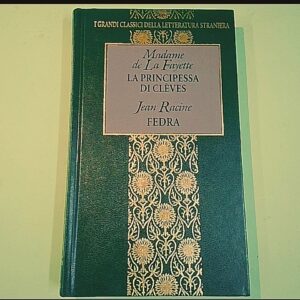 I GRANDI CLASSICI DELLA LETTERATURA STRANIERA
Madame
de La Fayette
LA PRINCIPESSA
DI CLÈVES
Jean Racine
FEDRA